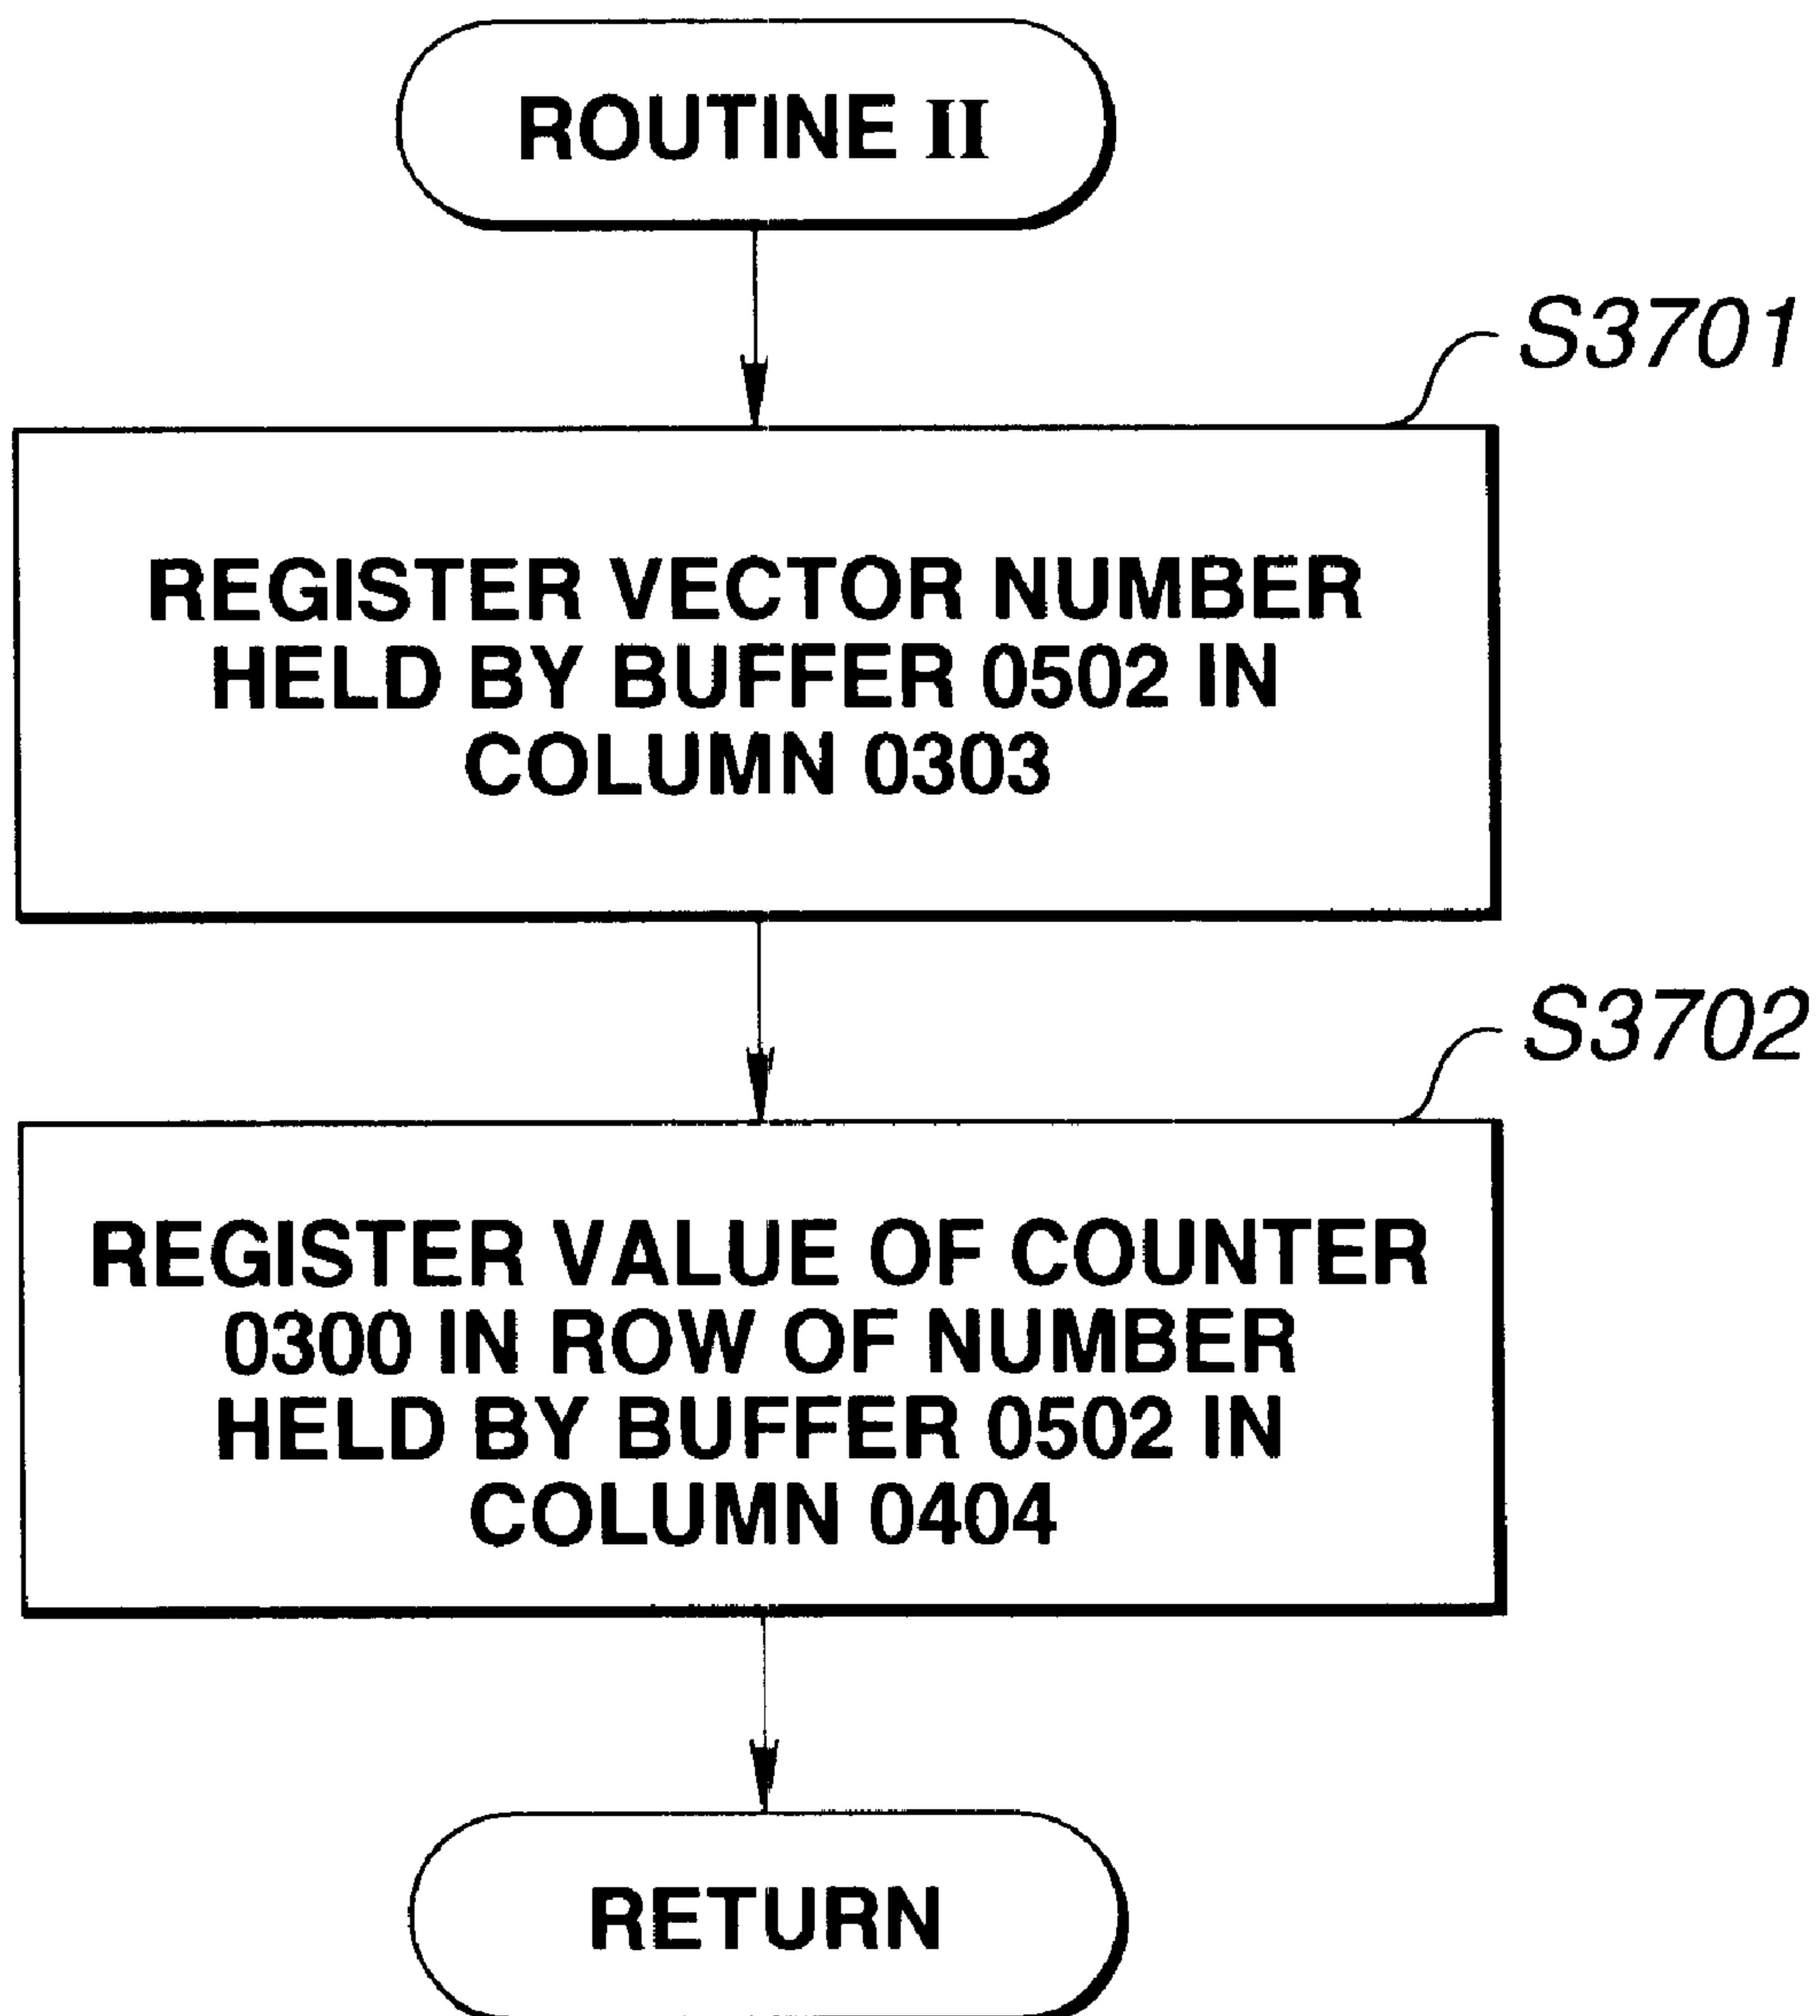 ROUTINE II
S3701
REGISTER VECTOR NUMBER
HELD BY BUFFER 0502 IN
COLUMN 0303
S3702
REGISTER VALUE OF COUNTER
0300 IN ROW OF NUMBER
HELD BY BUFFER 0502 IN
COLUMN 0404
RETURN